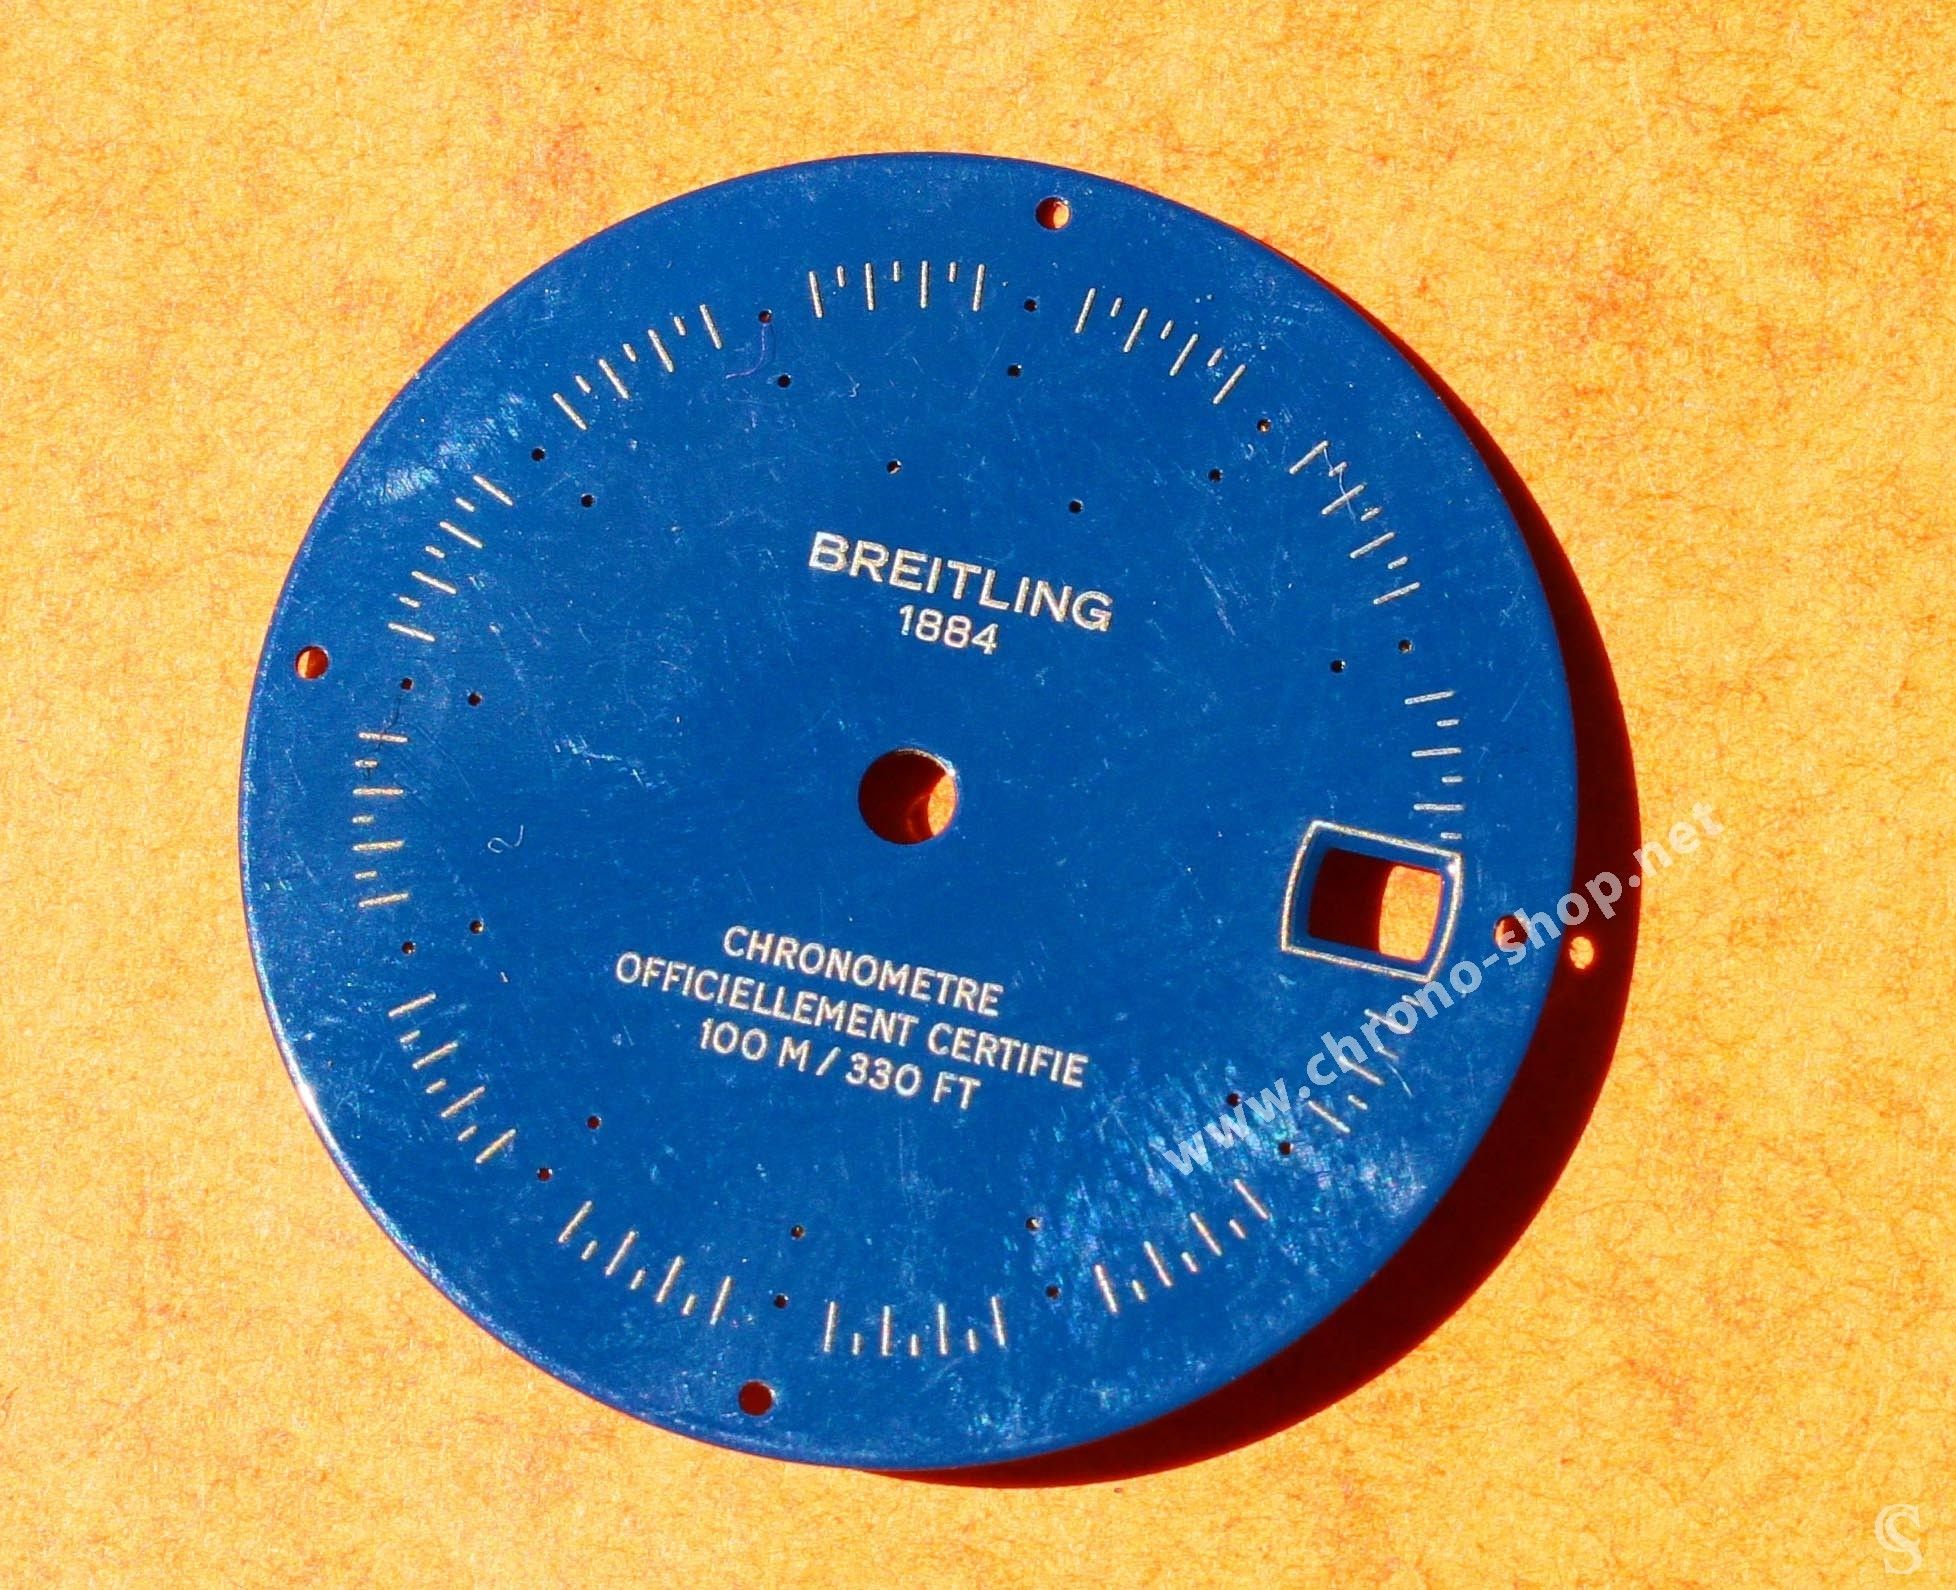 BREITLING
1884
CHRONOMETRE
OFFICIELLEMENT CERTIFIE
100 M / 330 FT
www.chrono-shop.net